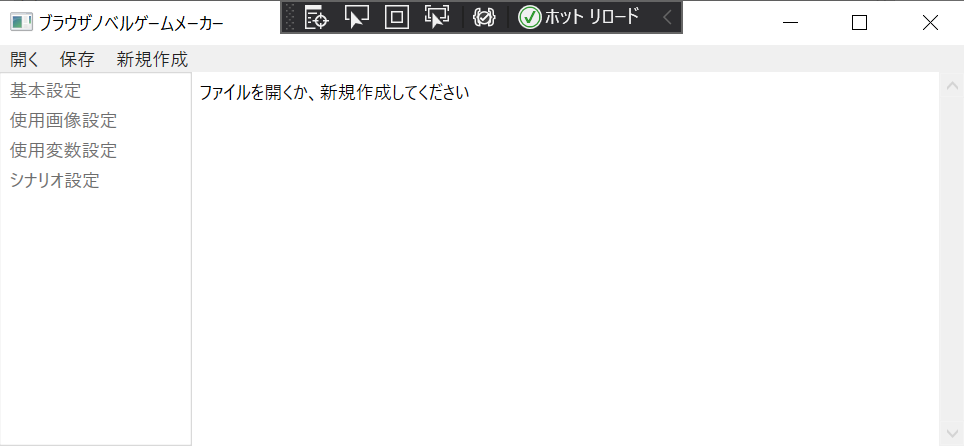 ブラウザノベルゲームメーカー
ホット リロード
開く 保存 新規作成
基本設定
使用画像設定
使用変数設定
シナリオ設定
ファイルを開くか、新規作成してください